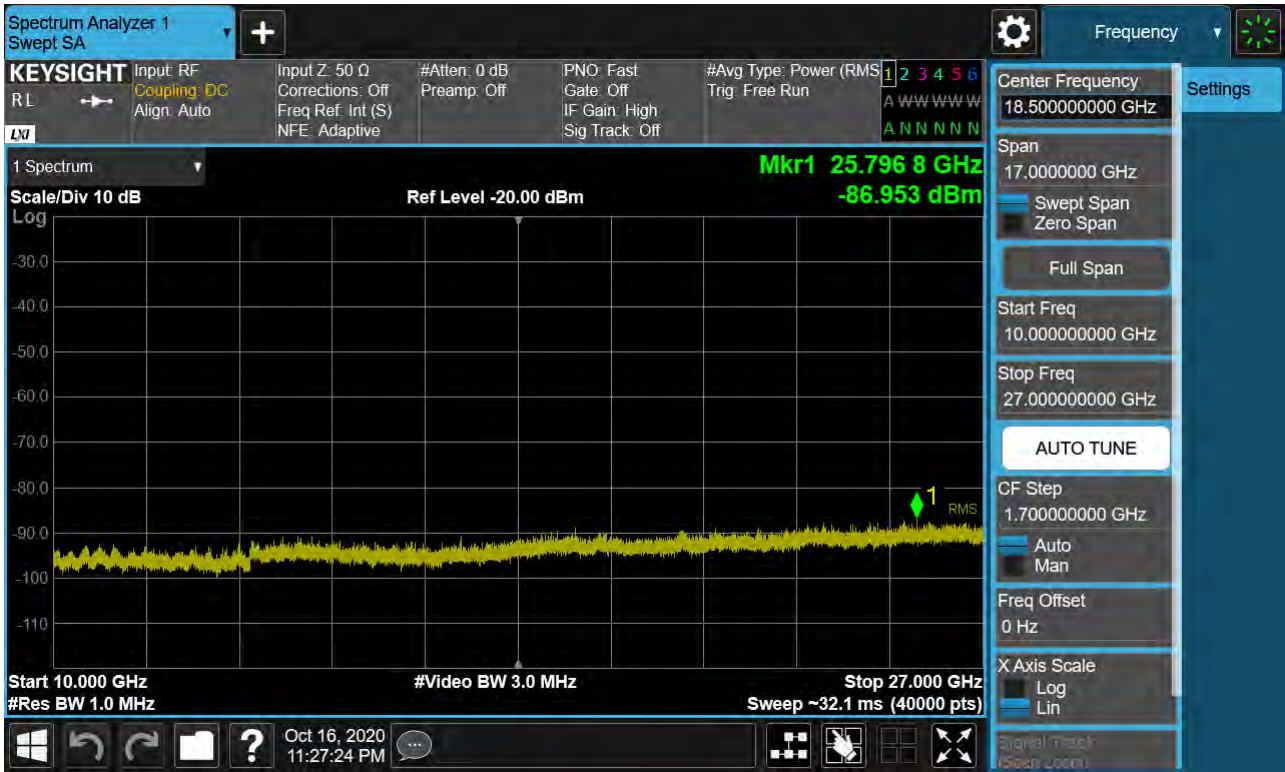 Spectrum Analyzer 1
Swept SA
Frequency
KEYSIGHT
RL
LXI
Input: RF
Coupling: DC
Align: Auto
Input Z: 50 Ω
Corrections: Off
Freq Ref: Int (S)
NFE: Adaptive
#Atten: 0 dB
Preamp: Off
PNO: Fast
Gate: Off
IF Gain: High
Sig Track: Off
#Avg Type: Power (RMS
Trig: Free Run
1 2 3 4 5 6
A W W W W W
A N N N N N
1 Spectrum
Mkr1 25.796 8 GHz
-86.953 dBm
Scale/Div 10 dB
Ref Level -20.00 dBm
Log
-30.0
-40.0
-50.0
-60.0
-70.0
-80.0
-90.0
-100
-110
1
RMS
Start 10.000 GHz
#Video BW 3.0 MHz
Stop 27.000 GHz
#Res BW 1.0 MHz
Sweep ~32.1 ms (40000 pts)
Center Frequency
18.500000000 GHz
Settings
Span
17.0000000 GHz
Swept Span
Zero Span
Full Span
Start Freq
10.000000000 GHz
Stop Freq
27.000000000 GHz
AUTO TUNE
CF Step
1.700000000 GHz
Auto
Man
Freq Offset
0 Hz
X Axis Scale
Log
Lin
Signal Track
(Span Zoom)
Oct 16, 2020
11:27:24 PM